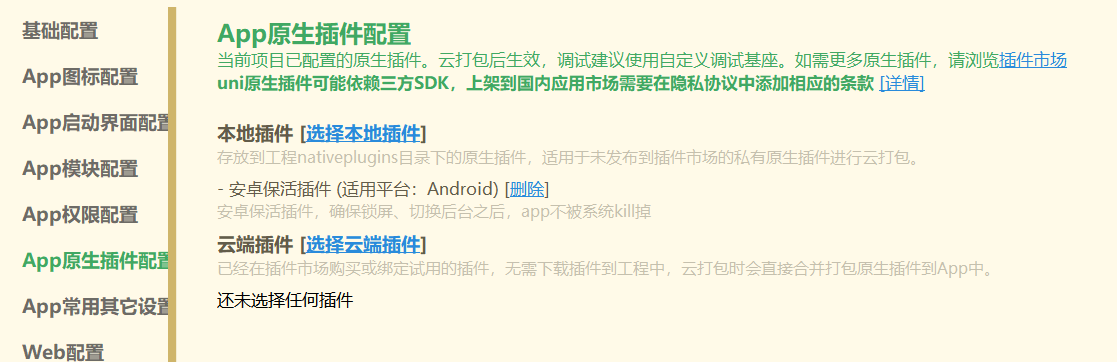 基础配置
App图标配置
App启动界面配置
App模块配置
App权限配置
App原生插件配置
App常用其它设置
Web配置
App原生插件配置
当前项目已配置的原生插件。云打包后生效，调试建议使用自定义调试基座。如需更多原生插件，请浏览插件市场
uni原生插件可能依赖三方SDK，上架到国内应用市场需要在隐私协议中添加相应的条款 [详情]
本地插件 [选择本地插件]
存放到工程nativeplugins目录下的原生插件，适用于未发布到插件市场的私有原生插件进行云打包。
- 安卓保活插件 (适用平台：Android) [删除]
安卓保活插件，确保锁屏、切换后台之后，app不被系统kill掉
云端插件 [选择云端插件]
已经在插件市场购买或绑定试用的插件，无需下载插件到工程中，云打包时会直接合并打包原生插件到App中。
还未选择任何插件